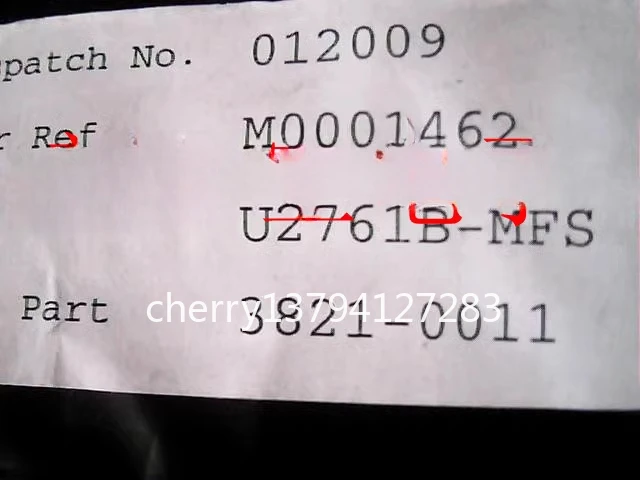 patch No. 012009
r Ref M0001462
U2761B-MFS
Part 3821-0011
cherry13794127283